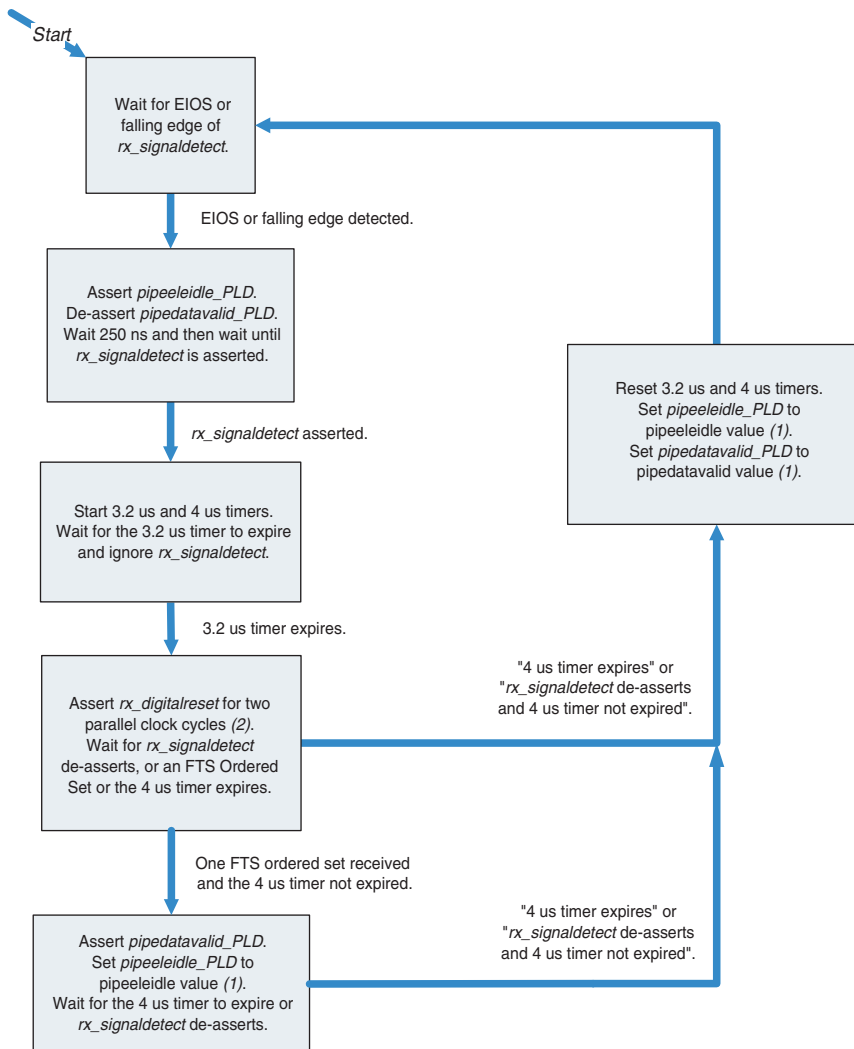 Start
Wait for EIOS or
falling edge of
rx_signaldetect.
EIOS or falling edge detected.
Assert pipeeleidle_PLD.
De-assert pipedatavalid_PLD.
Wait 250 ns and then wait until
rx_signaldetect is asserted.
rx_signaldetect asserted.
Start 3.2 us and 4 us timers.
Wait for the 3.2 us timer to expire
and ignore rx_signaldetect.
3.2 us timer expires.
Assert rx_digitalreset for two
parallel clock cycles (2).
Wait for rx_signaldetect
de-asserts, or an FTS Ordered
Set or the 4 us timer expires.
One FTS ordered set received
and the 4 us timer not expired.
Assert pipedatavalid_PLD.
Set pipeeleidle_PLD to
pipeeleidle value (1).
Wait for the 4 us timer to expire or
rx_signaldetect de-asserts.
"4 us timer expires" or
"rx_signaldetect de-asserts
and 4 us timer not expired".
"4 us timer expires" or
"rx_signaldetect de-asserts
and 4 us timer not expired".
Reset 3.2 us and 4 us timers.
Set pipeeleidle_PLD to
pipeeleidle value (1).
Set pipedatavalid_PLD to
pipedatavalid value (1).